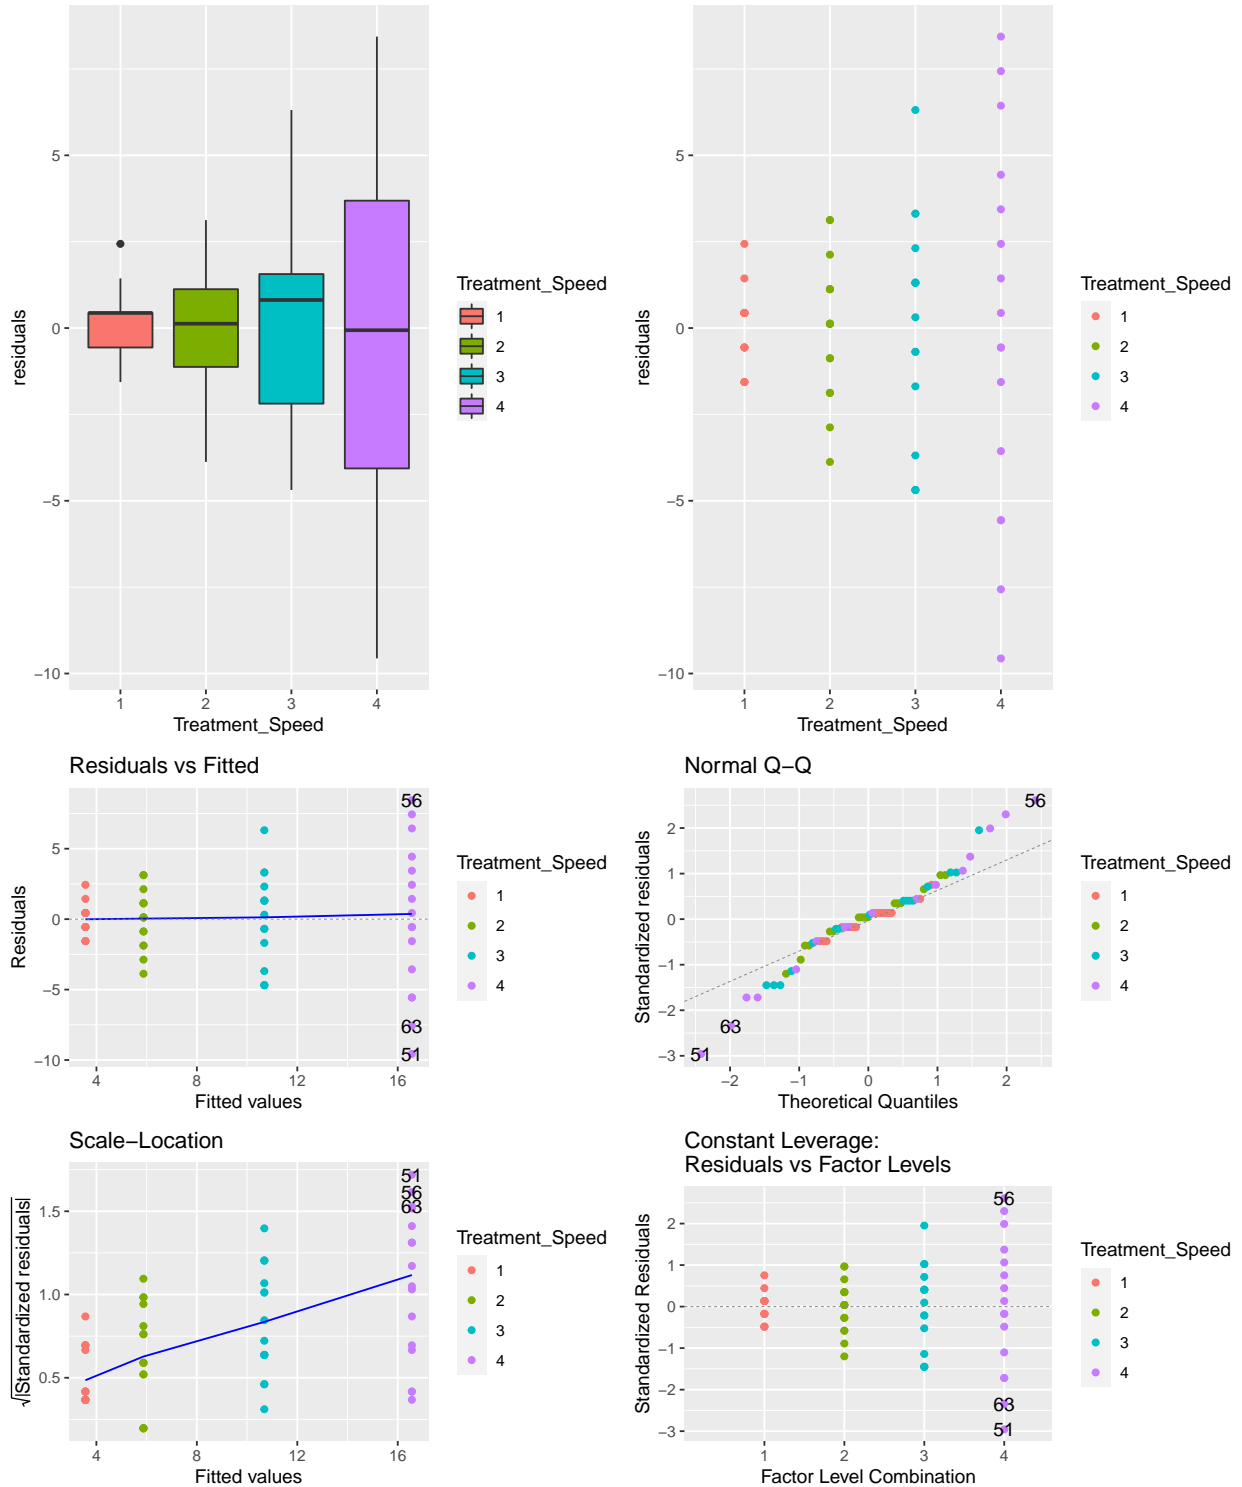 5
0
−5
−10
residuals
1 2 3 4
Treatment_Speed
Treatment_Speed
1
2
3
4
5
0
−5
−10
residuals
1 2 3 4
Treatment_Speed
Treatment_Speed
1
2
3
4
Residuals vs Fitted
56
63
51
5
0
−5
−10
Residuals
4 8 12 16
Fitted values
Treatment_Speed
1
2
3
4
Normal Q−Q
56
63
51
2
1
0
−1
−2
−3
Standardized residuals
−2 −1 0 1 2
Theoretical Quantiles
Treatment_Speed
1
2
3
4
Scale−Location
51
56
63
1.5
1.0
0.5
√|Standardized residuals|
4 8 12 16
Fitted values
Treatment_Speed
1
2
3
4
Constant Leverage:
Residuals vs Factor Levels
56
63
51
2
1
0
−1
−2
−3
Standardized Residuals
1 2 3 4
Factor Level Combination
Treatment_Speed
1
2
3
4